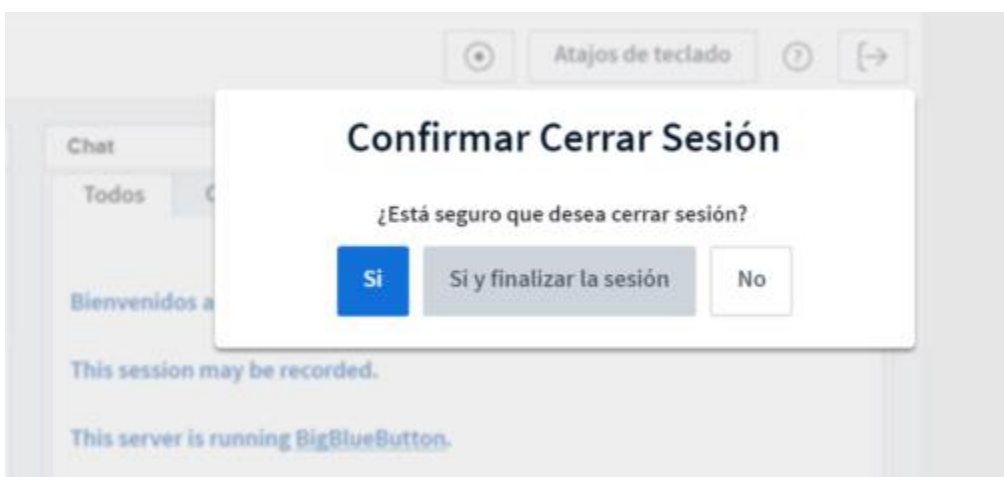 Atajos de teclado
Confirmar Cerrar Sesión
Chat
Todos
¿Está seguro que desea cerrar sesión?
Si
Si y finalizar la sesión
No
Bienvenidos a
This session may be recorded.
This server is running BigBlueButton.